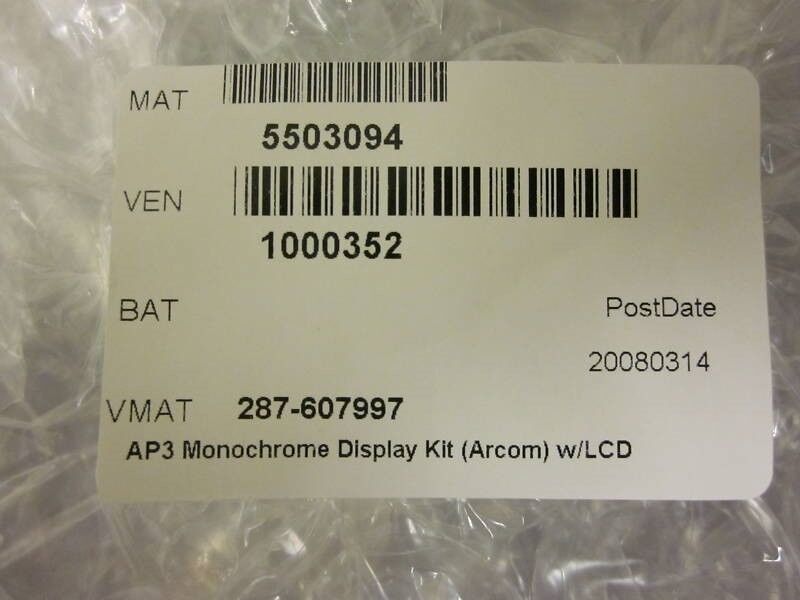 MAT
5503094
VEN
1000352
BAT
PostDate
20080314
VMAT 287-607997
AP3 Monochrome Display Kit (Arcom) w/LCD